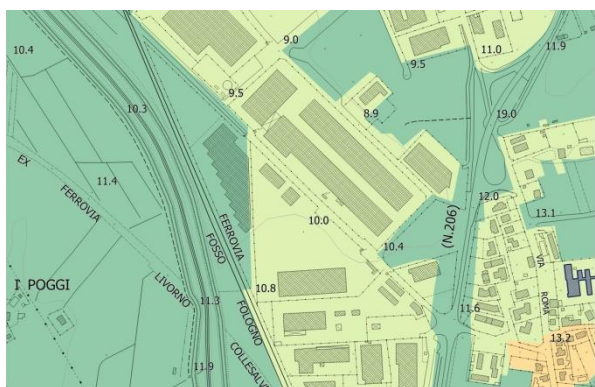 9.0
11.0
11.9
10.4
9.5
9.5
10.3
8.9
19.0
EX
FERROVIA
11.4
12.0
13.1
10.0
(N.206)
10.4
FERROVIA
FOSSO
VIA
ROMA
I' POGGI
LIVORNO
10.8
11.3
FOLOGNO
11.6
13.2
COLLESALV
11.9